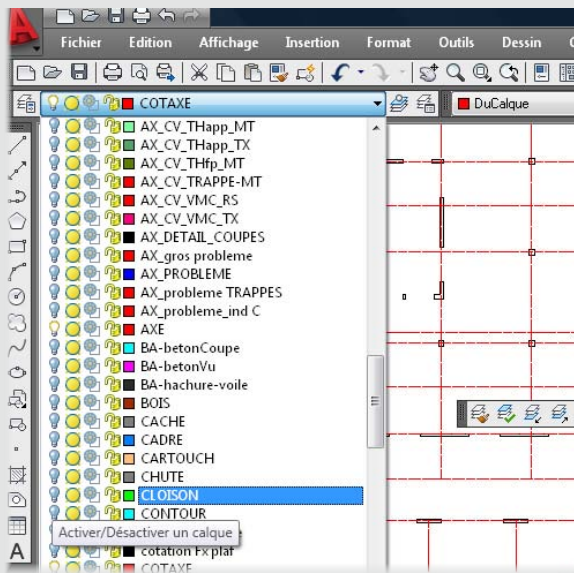 Fichier Edition Affichage Insertion Format Outils Dessin
COTAXE
DuCalque
AX_CV_THapp_MT
AX_CV_THapp_TX
AX_CV_THfp_MT
AX_CV_TRAPPE-MT
AX_CV_VMC_RS
AX_CV_VMC_TX
AX_DETAIL_COUPES
AX_gros probleme
AX_PROBLEME
AX_probleme TRAPPES
AX_probleme_ind C
AXE
BA-betonCoupe
BA-betonVu
BA-hachure-voile
BOIS
CACHE
CADRE
CARTOUCH
CHUTE
CLOISON
CONTOUR
Activer/Désactiver un calque
cotation Fx plaf
COTAXE
A